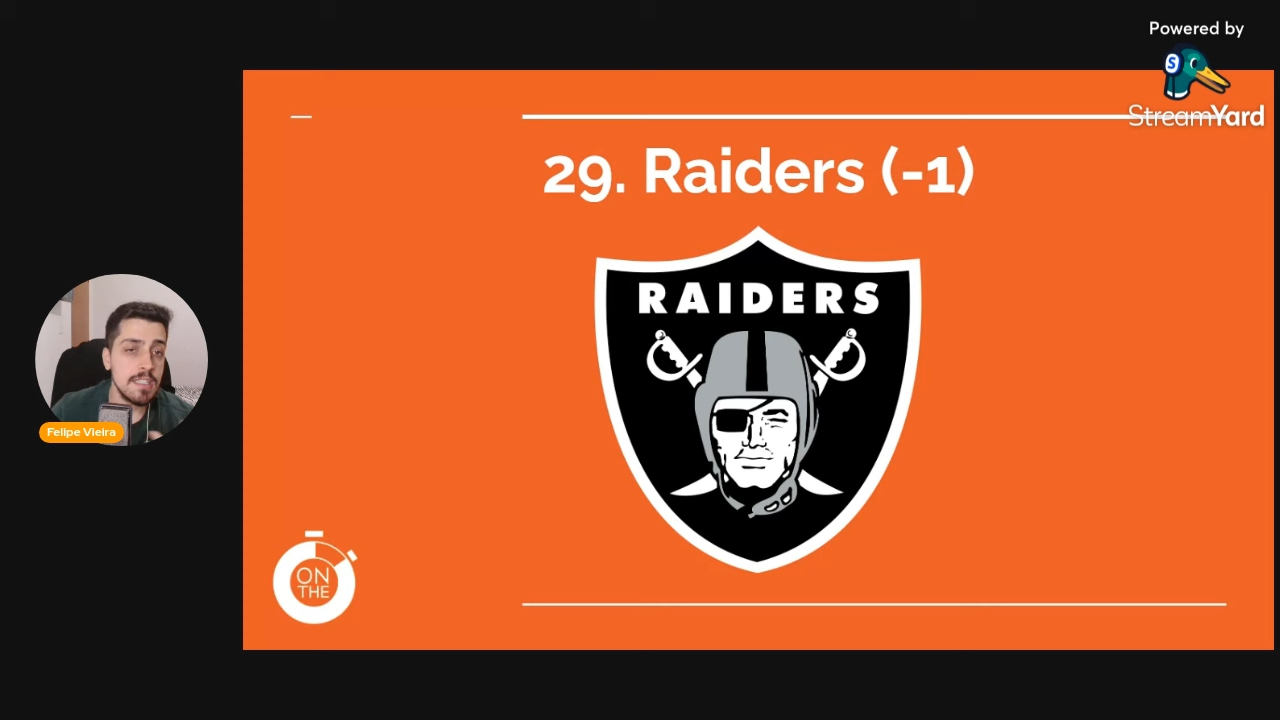 Powered by
S
StreamYard
29. Raiders (-1)
RAIDERS
Felipe Vieira
ON
THE